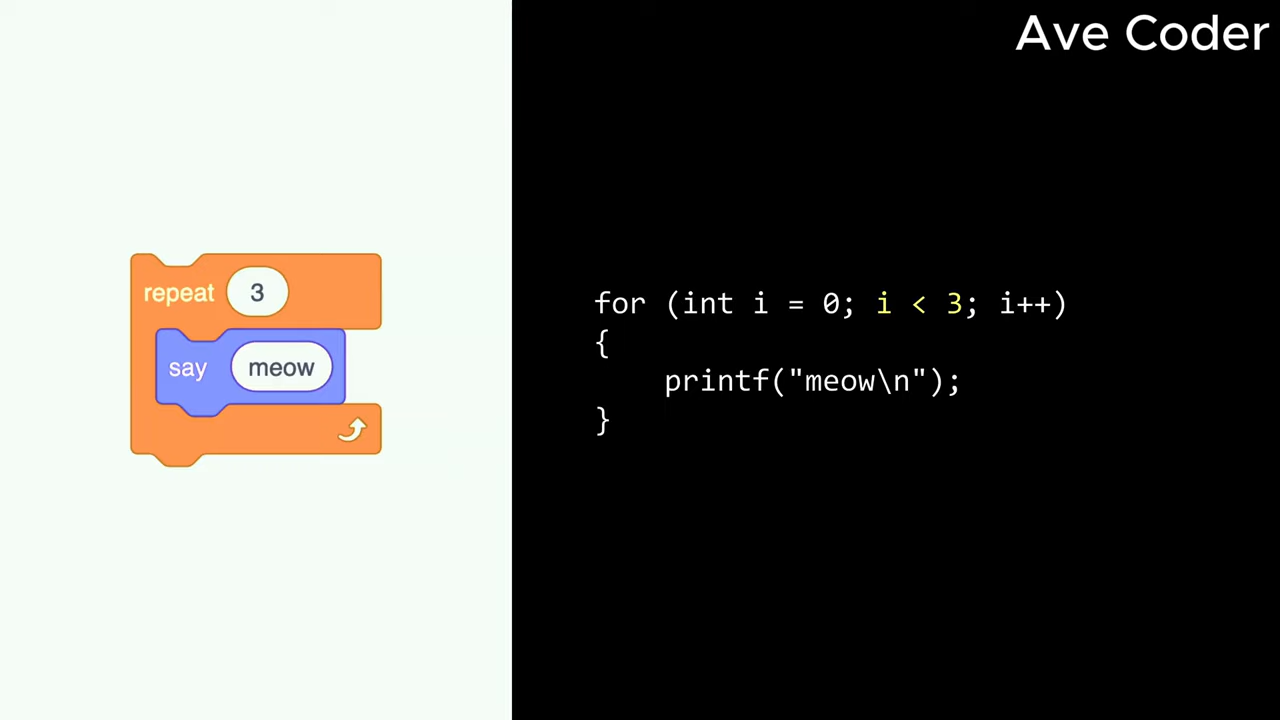 Ave Coder
repeat 3
say meow
for (int i = 0; i < 3; i++)
{
    printf("meow\n");
}